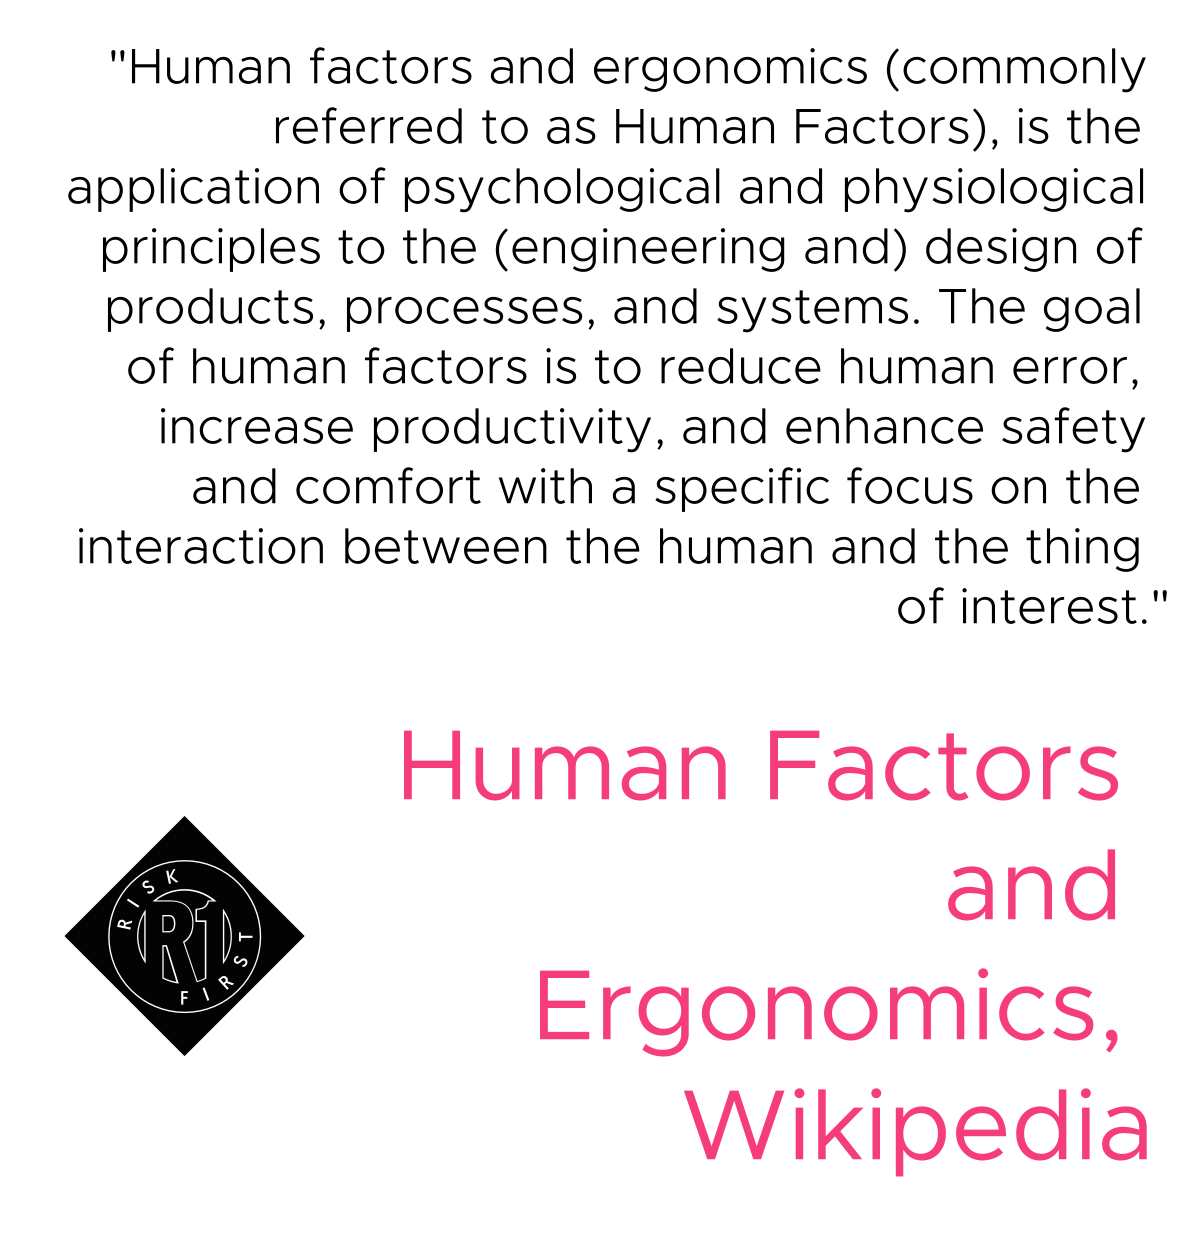 "Human factors and ergonomics (commonly
referred to as Human Factors), is the
application of psychological and physiological
principles to the (engineering and) design of
products, processes, and systems. The goal
of human factors is to reduce human error,
increase productivity, and enhance safety
and comfort with a specific focus on the
interaction between the human and the thing
of interest."
Human Factors
and
Ergonomics,
Wikipedia
RISK
R1
FIRST